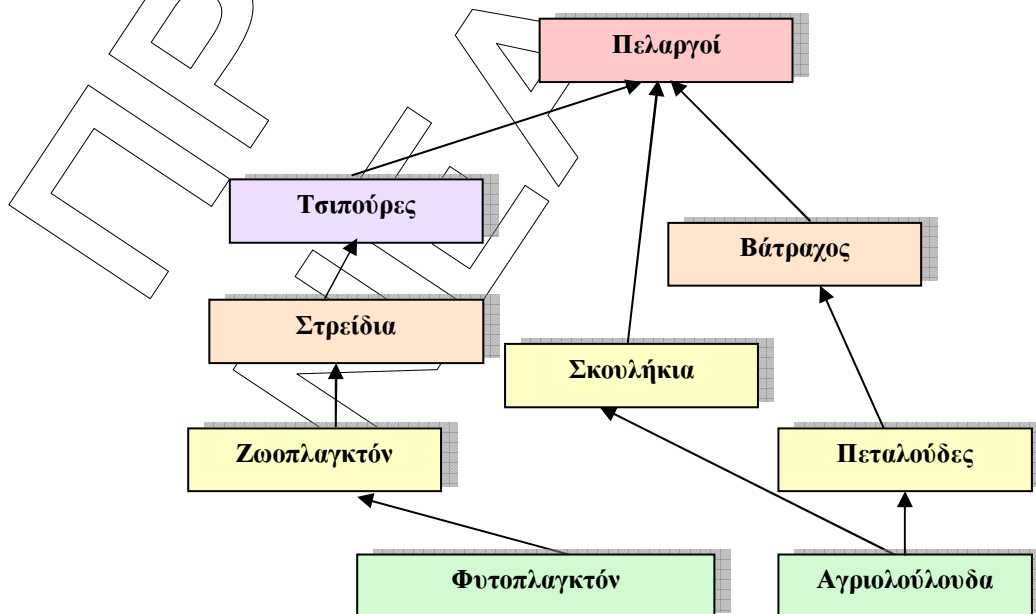 Πελαργοί
Τσιπούρες
Βάτραχος
Στρείδια
Σκουλήκια
Ζωοπλαγκτόν
Πεταλούδες
Φυτοπλαγκτόν
Αγριολούλουδα